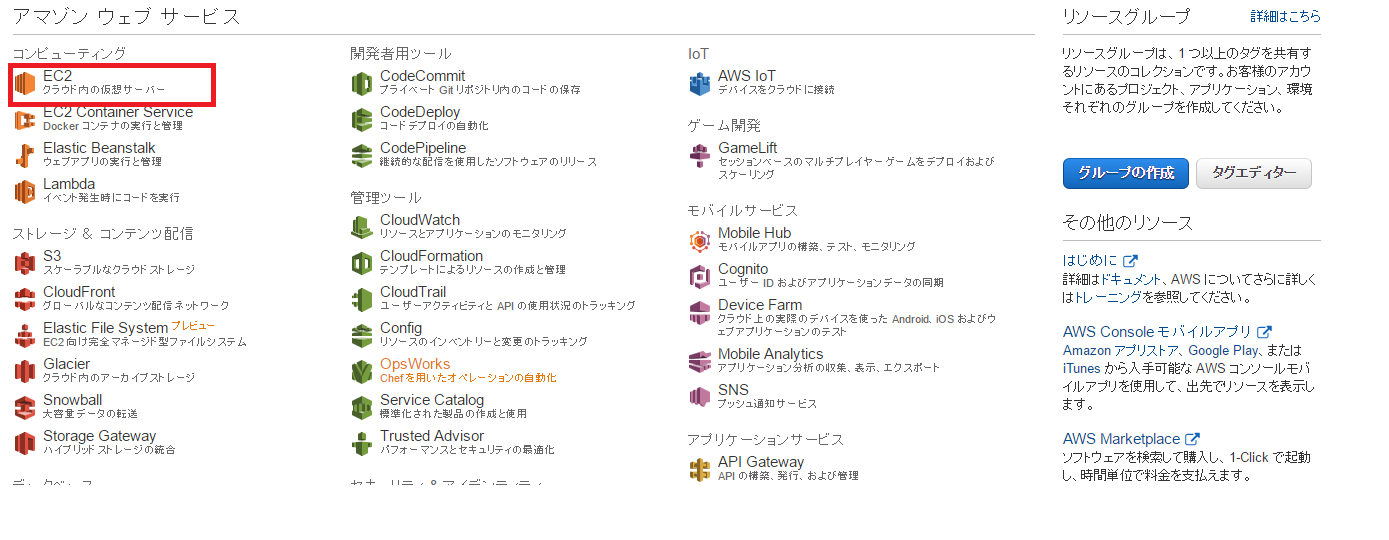 アマゾン ウェブ サービス
コンピューティング
EC2
クラウド内の仮想サーバー
EC2 Container Service
Docker コンテナの実行と管理
Elastic Beanstalk
ウェブアプリの実行と管理
Lambda
イベント発生時にコードを実行
ストレージ & コンテンツ配信
S3
スケーラブルなクラウドストレージ
CloudFront
グローバルなコンテンツ配信ネットワーク
Elastic File System プレビュー
EC2 向け完全マネージド型ファイルシステム
Glacier
クラウド内のアーカイブストレージ
Snowball
大容量データの転送
Storage Gateway
ハイブリッドストレージの統合
データベース
開発者用ツール
CodeCommit
プライベート Git リポジトリ内のコードの保存
CodeDeploy
コードデプロイの自動化
CodePipeline
継続的な配信を使用したソフトウェアのリリース
管理ツール
CloudWatch
リソースとアプリケーションのモニタリング
CloudFormation
テンプレートによるリソースの作成と管理
CloudTrail
ユーザーアクティビティと API の使用状況のトラッキング
Config
リソースのインベントリーと変更のトラッキング
OpsWorks
Chef を用いたオペレーションの自動化
Service Catalog
標準化された製品の作成と使用
Trusted Advisor
パフォーマンスとセキュリティの最適化
セキュリティ & アイデンティティ
IoT
AWS IoT
デバイスをクラウドに接続
ゲーム開発
GameLift
セッションベースのマルチプレイヤーゲームをデプロイおよび
スケーリング
モバイルサービス
Mobile Hub
モバイルアプリの構築、テスト、モニタリング
Cognito
ユーザー ID およびアプリケーションデータの同期
Device Farm
クラウド上の実際のデバイスを使った Android、iOS およびウ
ェブアプリケーションのテスト
Mobile Analytics
アプリケーション分析の収集、表示、エクスポート
SNS
プッシュ通知サービス
アプリケーションサービス
API Gateway
API の構築、発行、および管理
リソースグループ 詳細はこちら
リソースグループは、1 つ以上のタグを共有す
るリソースのコレクションです。お客様のアカウ
ントにあるプロジェクト、アプリケーション、環境
それぞれのグループを作成してください。
グループの作成 タグエディター
その他のリソース
はじめに
詳細はドキュメント、AWS についてさらに詳しく
はトレーニングを参照してください。
AWS Console モバイルアプリ
Amazon アプリストア、Google Play、または
iTunes から入手可能な AWS コンソールモバ
イルアプリを使用して、出先でリソースを表示し
ます。
AWS Marketplace
ソフトウェアを検索して購入し、1-Click で起動
し、時間単位で料金を支払えます。